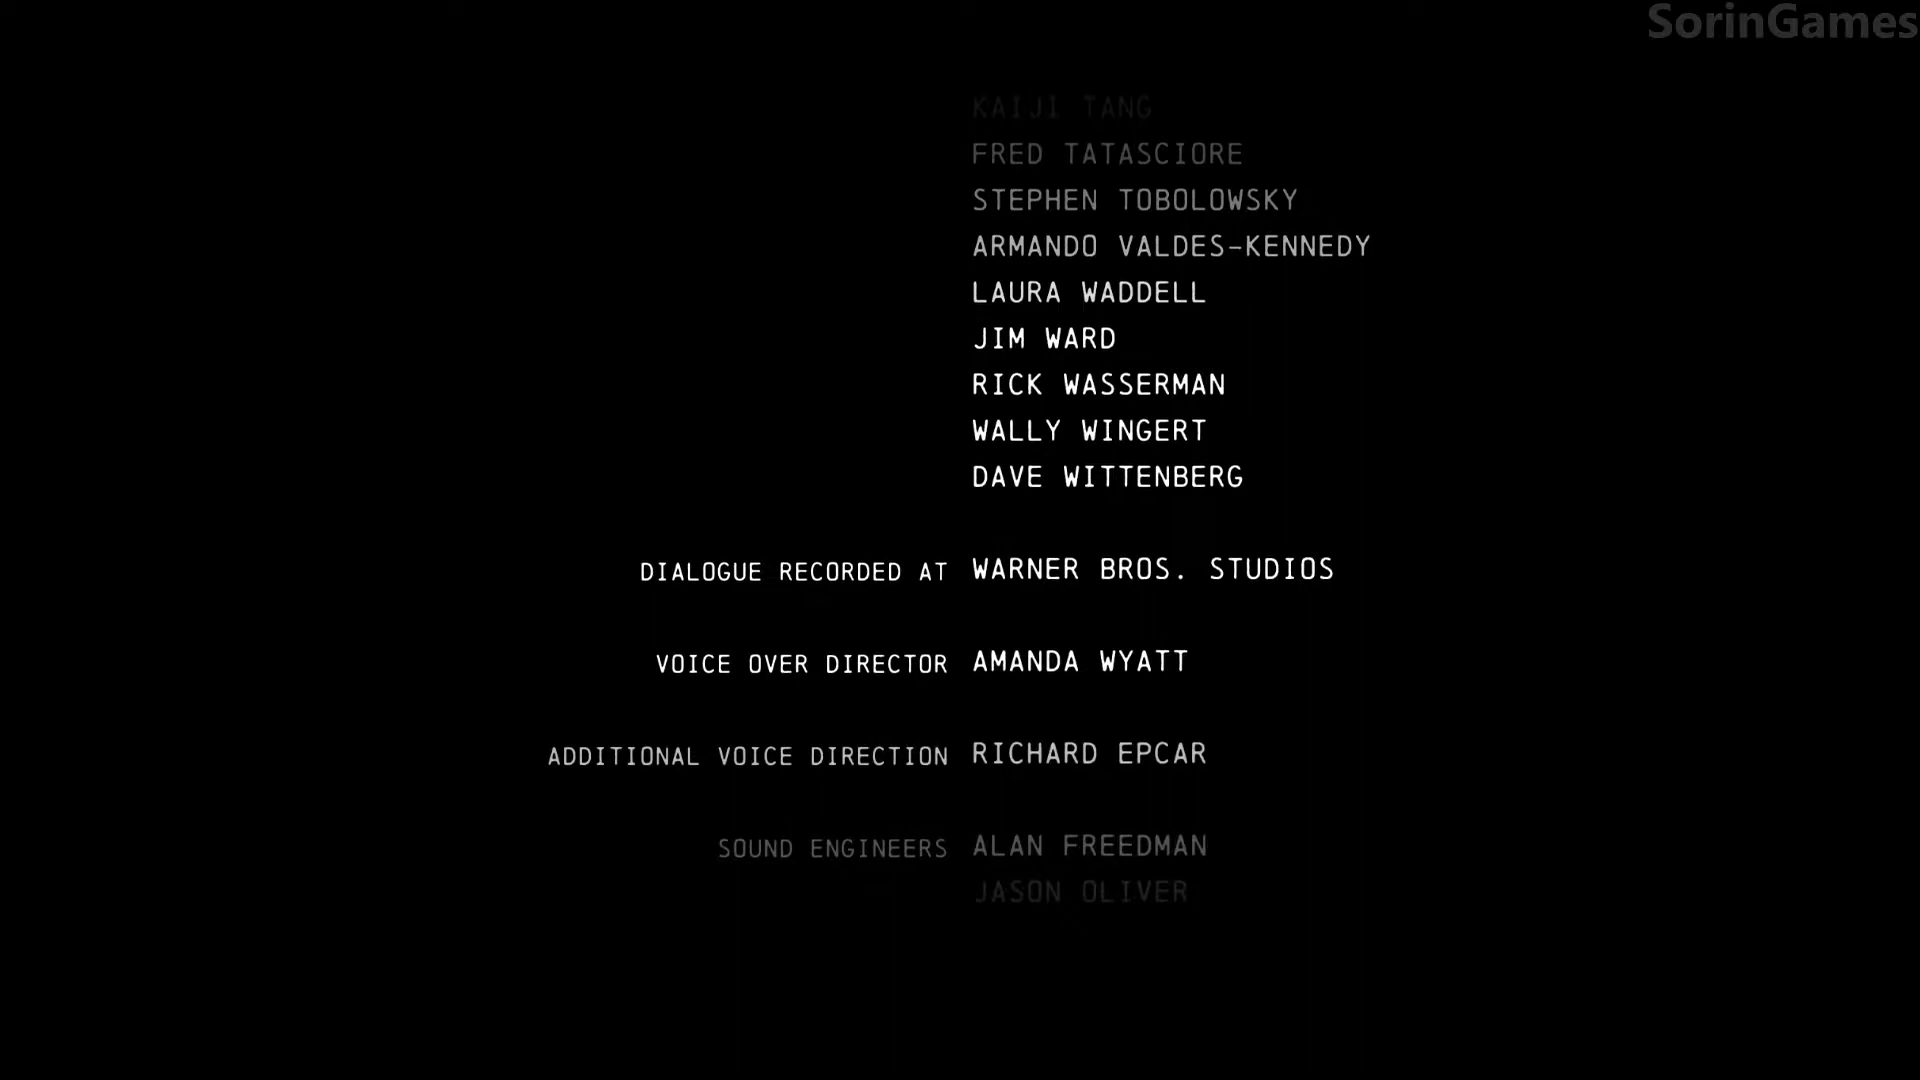 SorinGames
KAIJI TANG
FRED TATASCIORE
STEPHEN TOBOLOWSKY
ARMANDO VALDES-KENNEDY
LAURA WADDELL
JIM WARD
RICK WASSERMAN
WALLY WINGERT
DAVE WITTENBERG
DIALOGUE RECORDED AT WARNER BROS. STUDIOS
VOICE OVER DIRECTOR AMANDA WYATT
ADDITIONAL VOICE DIRECTION RICHARD EPCAR
SOUND ENGINEERS ALAN FREEDMAN
JASON OLIVER